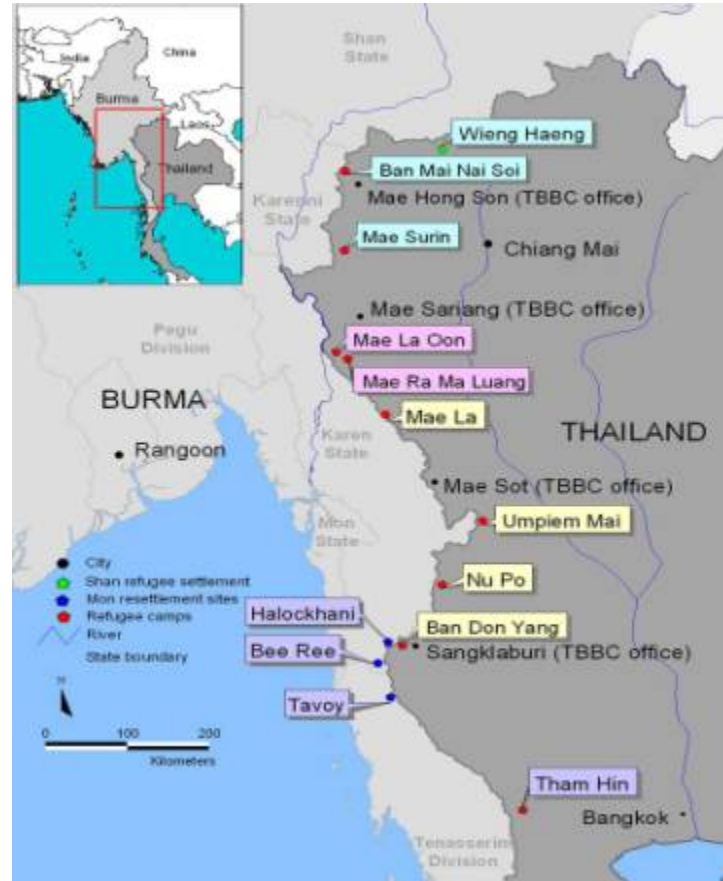 China
India
Burma
Laos
Thailand
Shan
State
Wieng Haeng
Ban Mai Nai Soi
Mae Hong Son (TBBC office)
Karenni
State
Mae Surin
Chiang Mai
Mae Sariang (TBBC office)
Pegu
Division
Mae La Oon
Mae Ra Ma Luang
BURMA
Mae La
THAILAND
Rangoon
Karen
State
Mae Sot (TBBC office)
Umpiem Mai
Mon
State
City
Shan refugee settlement
Mon resettlement sites
Refugee camps
River
State boundary
Nu Po
Halockhani
Ban Don Yang
Bee Ree
Sangklaburi (TBBC office)
Tavoy
N
0 100 200
Kilometers
Tham Hin
Bangkok
Tenasserim
Division